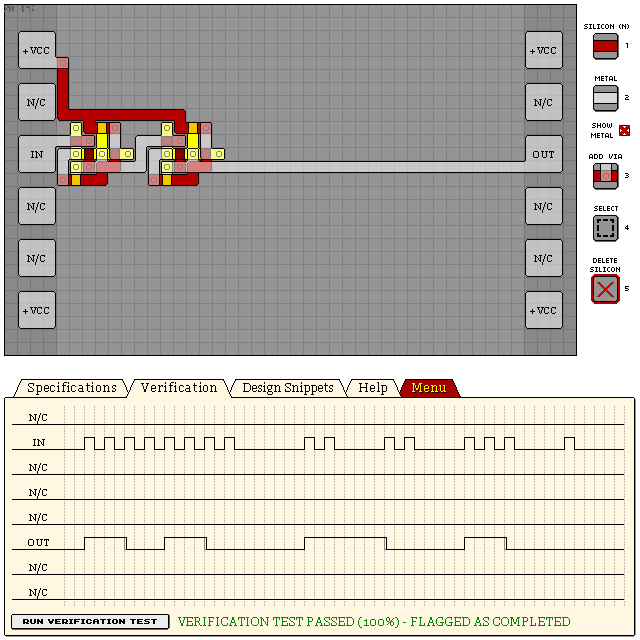 SILICON (N)
+VCC
+VCC
1
METAL
N/C
N/C
2
SHOW
METAL
IN
OUT
ADD VIA
3
N/C
N/C
SELECT
4
N/C
N/C
DELETE
SILICON
5
+VCC
+VCC
Specifications
Verification
Design Snippets
Help
Menu
N/C
IN
N/C
N/C
N/C
OUT
N/C
N/C
RUN VERIFICATION TEST
VERIFICATION TEST PASSED (100%) - FLAGGED AS COMPLETED